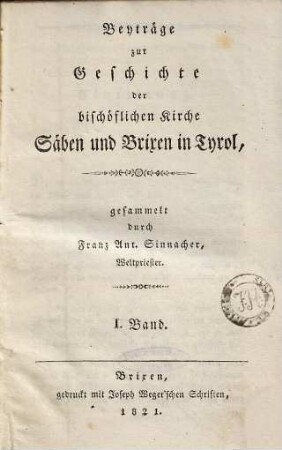 Beyträge
zur
Geschichte
der
bischöflichen Kirche
Säben und Brixen in Tyrol,
gesammelt
durch
Franz Ant. Sinnacher,
Weltpriester.
I. Band.
Brixen,
gedruckt mit Joseph Weger'schen Schriften,
1821.